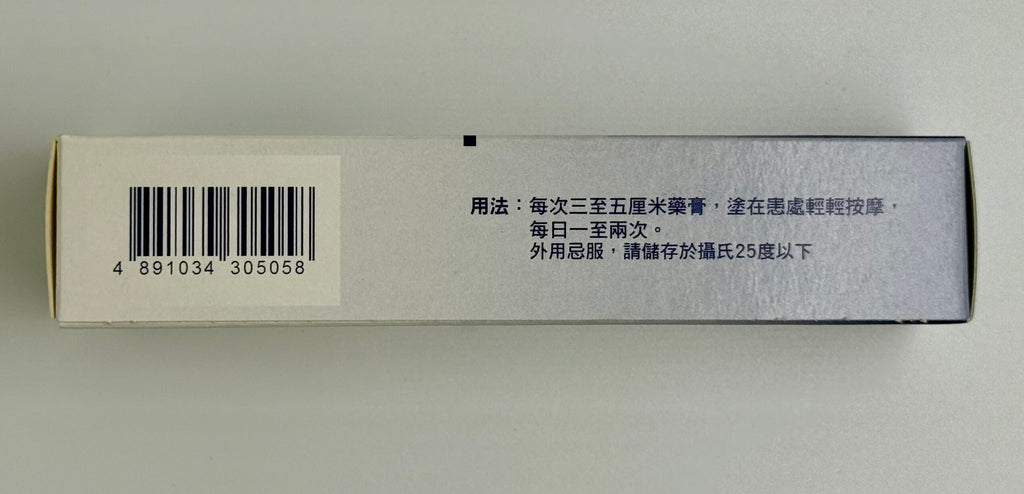 4 891034 305058
用法：每次三至五厘米藥膏，塗在患處輕輕按摩，
每日一至兩次。
外用忌服，請儲存於攝氏25度以下